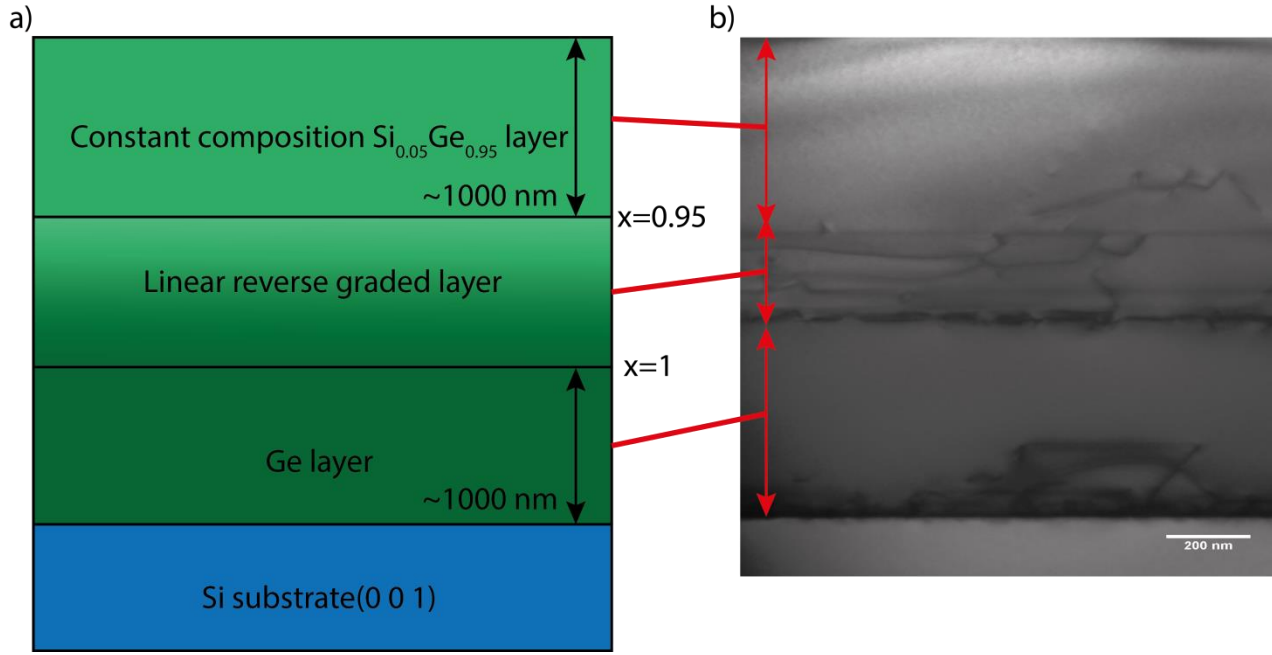 a)
Constant composition Si₀.₀₅Ge₀.₉₅ layer
~1000 nm
x=0.95
Linear reverse graded layer
x=1
Ge layer
~1000 nm
Si substrate(0 0 1)
b)
200 nm